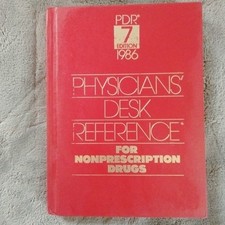 PDR®
7
EDITION
1986
PHYSICIANS'
DESK
REFERENCE®
FOR
NONPRESCRIPTION
DRUGS